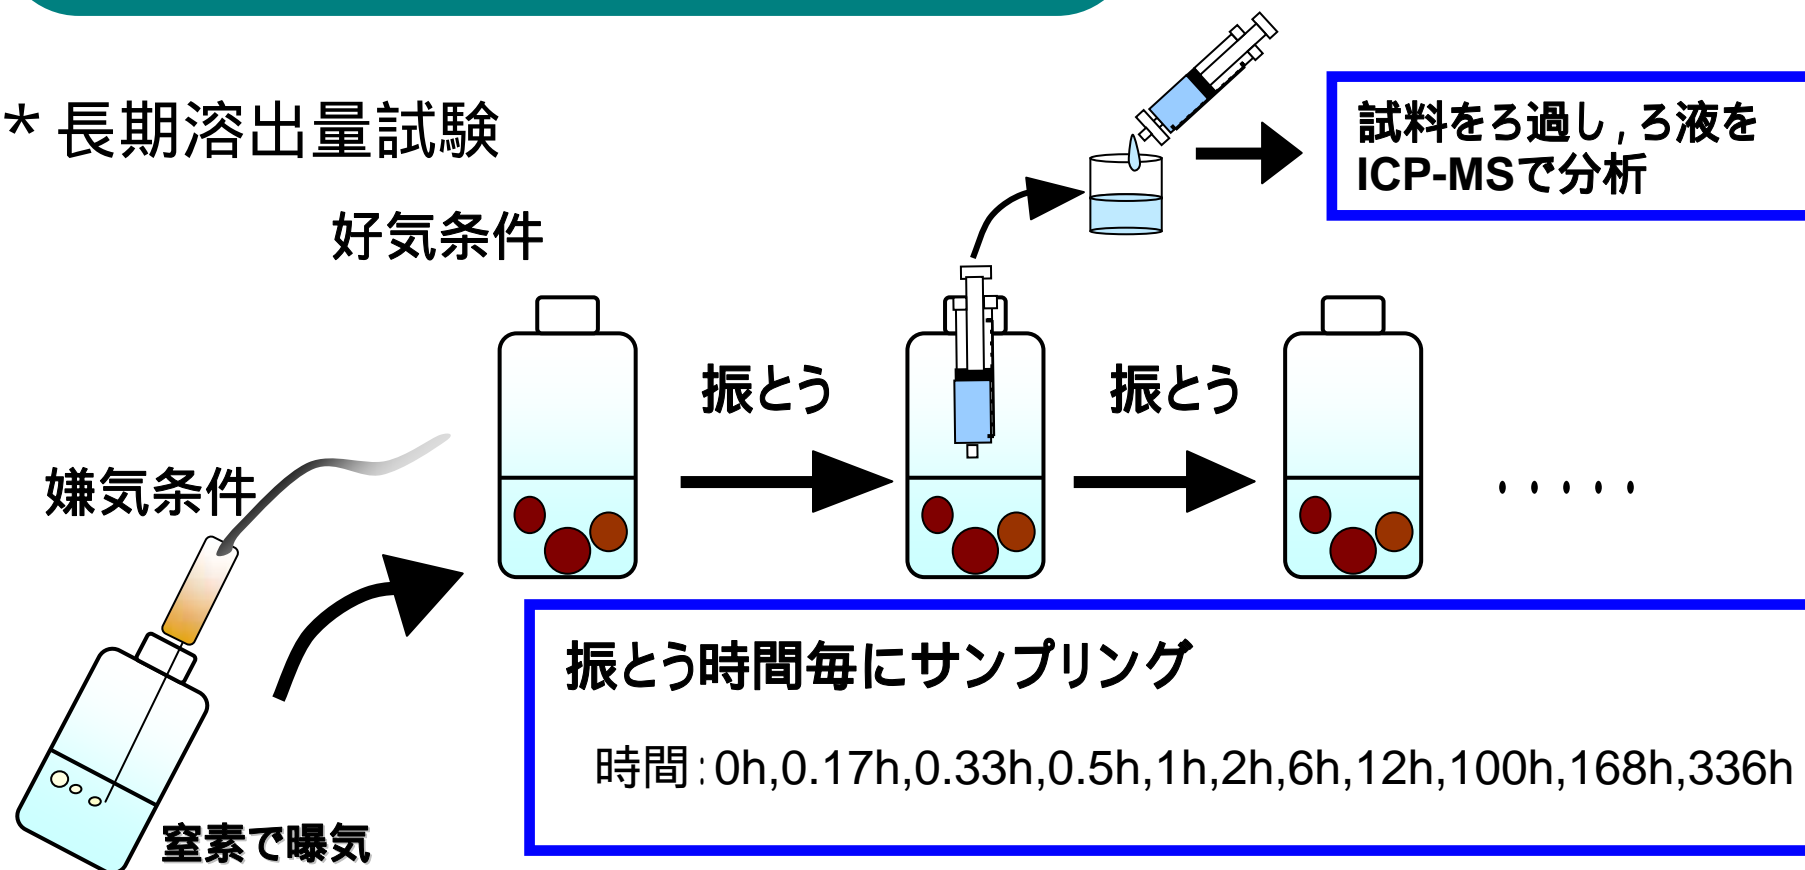 * 長期溶出量試験
好気条件
試料をろ過し,ろ液を
ICP-MSで分析
振とう
振とう
嫌気条件
・・・・・
振とう時間毎にサンプリング
時間:0h,0.17h,0.33h,0.5h,1h,2h,6h,12h,100h,168h,336h
窒素で曝気